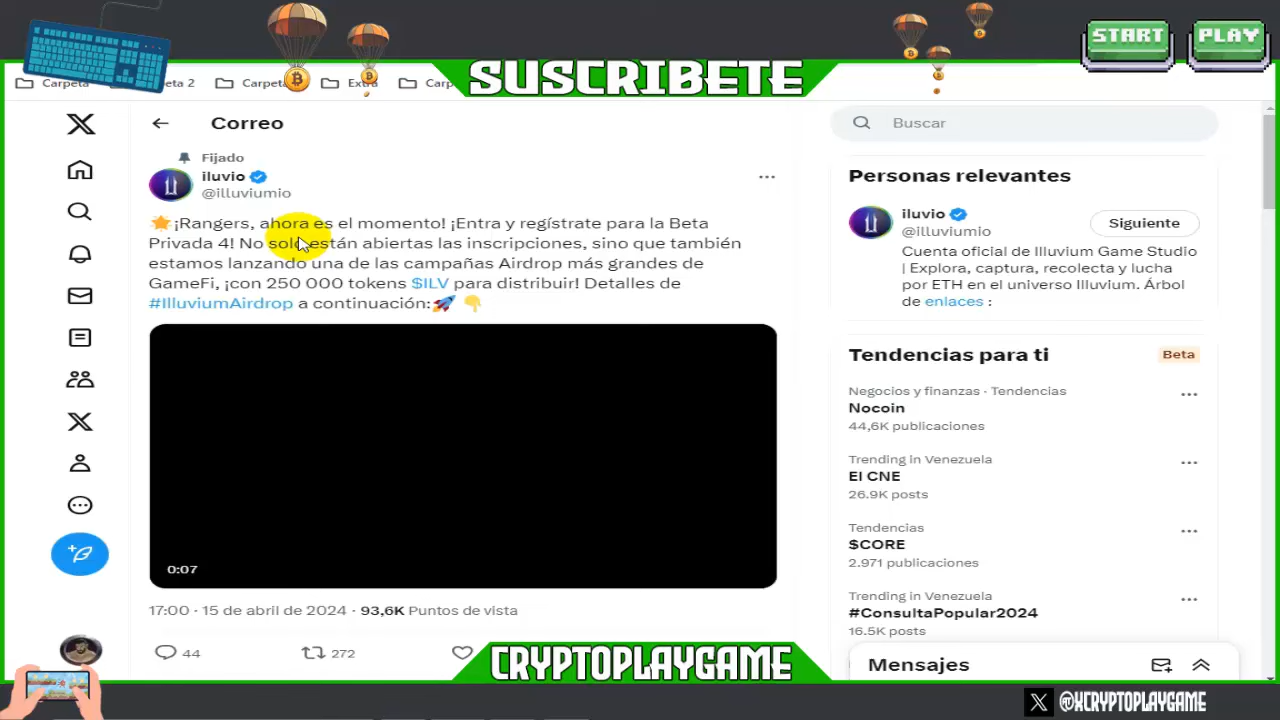 START
PLAY
SUSCRIBETE
Carpeta
eta 2
Carpeta
Extra
Carp
Correo
Buscar
Fijado
iluvio
@illuviumio
¡Rangers, ahora es el momento! ¡Entra y regístrate para la Beta
Privada 4! No solo están abiertas las inscripciones, sino que también
estamos lanzando una de las campañas Airdrop más grandes de
GameFi, ¡con 250 000 tokens $ILV para distribuir! Detalles de
#IlluviumAirdrop a continuación:
0:07
17:00 · 15 de abril de 2024 · 93,6K Puntos de vista
44
272
Personas relevantes
iluvio
@illuviumio
Siguiente
Cuenta oficial de Illuvium Game Studio
| Explora, captura, recolecta y lucha
por ETH en el universo Illuvium. Árbol
de enlaces :
Tendencias para ti
Beta
Negocios y finanzas · Tendencias
Nocoin
44,6K publicaciones
Trending in Venezuela
El CNE
26.9K posts
Tendencias
$CORE
2.971 publicaciones
Trending in Venezuela
#ConsultaPopular2024
16.5K posts
Mensajes
CRYPTOPLAYGAME
@XCRYPTOPLAYGAME